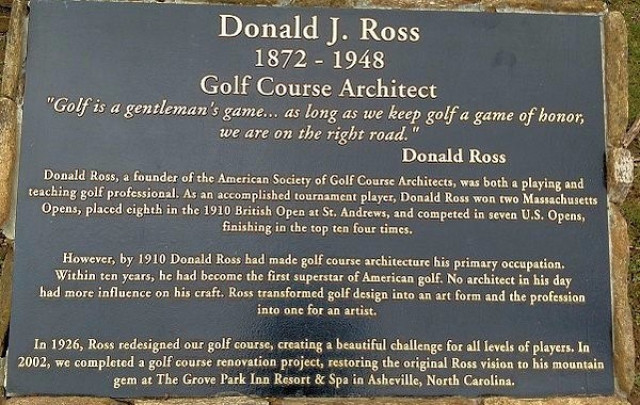 Donald J. Ross
1872 - 1948
Golf Course Architect
"Golf is a gentleman's game... as long as we keep golf a game of honor,
we are on the right road."
Donald Ross
Donald Ross, a founder of the American Society of Golf Course Architects, was both a playing and
teaching golf professional. As an accomplished tournament player, Donald Ross won two Massachusetts
Opens, placed eighth in the 1910 British Open at St. Andrews, and competed in seven U.S. Opens,
finishing in the top ten four times.
However, by 1910 Donald Ross had made golf course architecture his primary occupation.
Within ten years, he had become the first superstar of American golf. No architect in his day
had more influence on his craft. Ross transformed golf design into an art form and the profession
into one for an artist.
In 1926, Ross redesigned our golf course, creating a beautiful challenge for all levels of players. In
2002, we completed a golf course renovation project, restoring the original Ross vision to his mountain
gem at The Grove Park Inn Resort & Spa in Asheville, North Carolina.